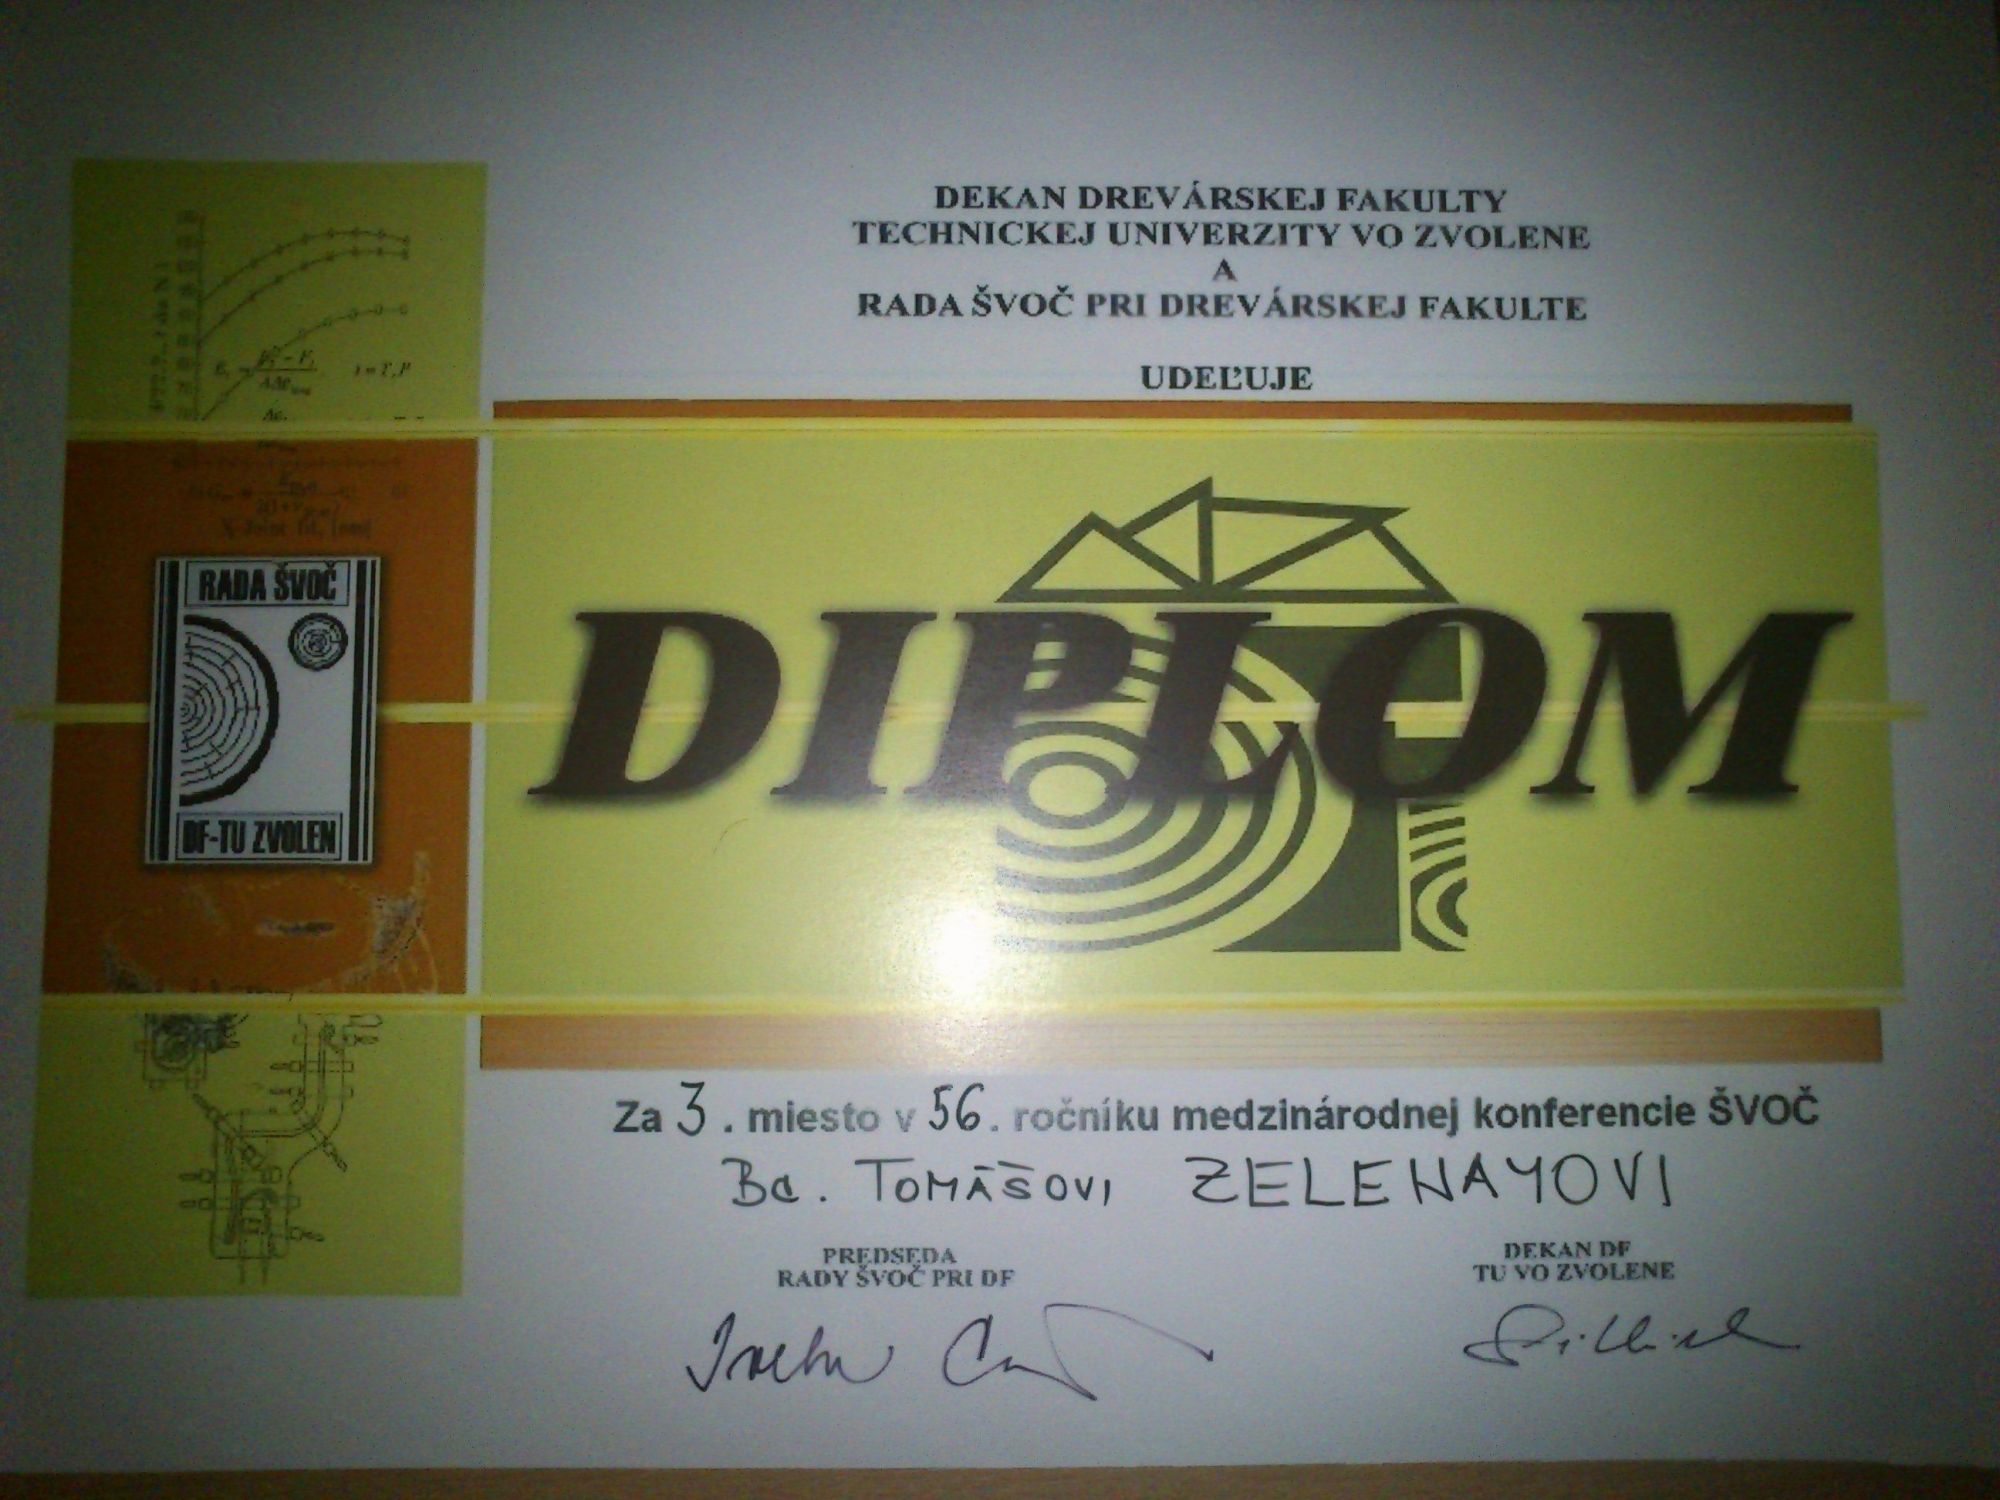 DEKAN DREVÁRSKEJ FAKULTY
TECHNICKEJ UNIVERZITY VO ZVOLENE
A
RADA ŠVOČ PRI DREVÁRSKEJ FAKULTE
UDEĽUJE
RADA ŠVOČ
DF-TU ZVOLEN
DIPLOM
Za 3. miesto v 56. ročníku medzinárodnej konferencie ŠVOČ
Bc. TOMÁŠOVI ZELENAYOVI
PREDSEDA
RADY ŠVOČ PRI DF
DEKAN DF
TU VO ZVOLENE